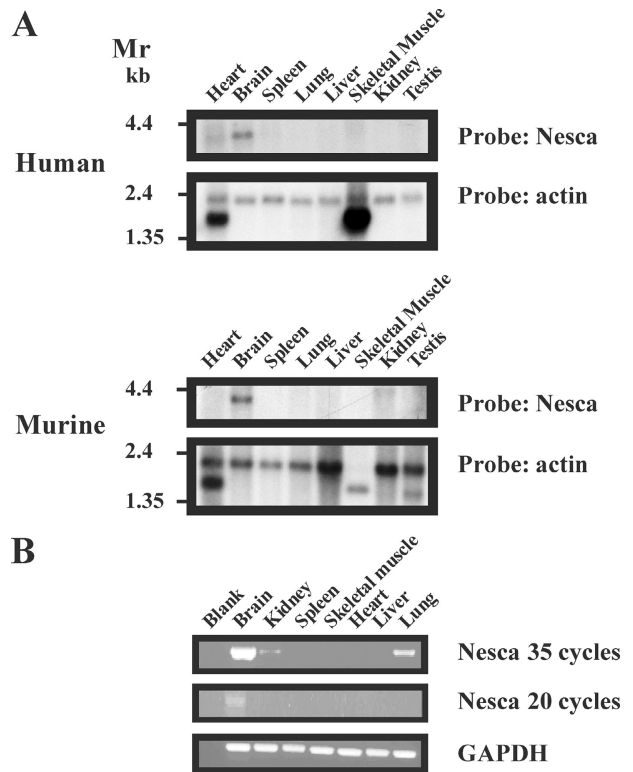 A
Mr
kb
Heart
Brain
Spleen
Lung
Liver
Skeletal Muscle
Kidney
Testis
4.4
Human
Probe: Nesca
2.4
Probe: actin
1.35
Heart
Brain
Spleen
Lung
Liver
Skeletal Muscle
Kidney
Testis
4.4
Probe: Nesca
Murine
2.4
Probe: actin
1.35
B
Blank
Brain
Kidney
Spleen
Skeletal muscle
Heart
Liver
Lung
Nesca 35 cycles
Nesca 20 cycles
GAPDH